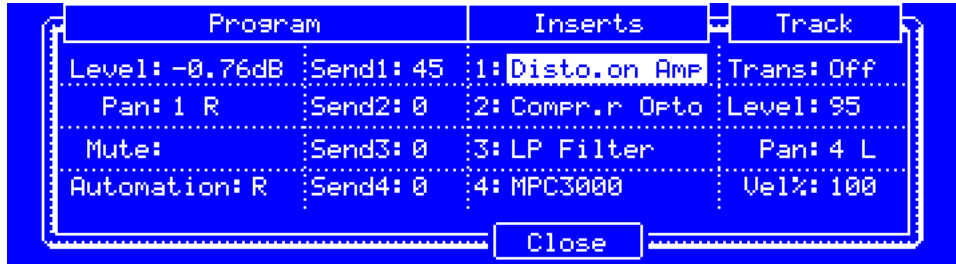 Program Inserts Track
Level: -0.76dB Send1: 45 1: Disto.on Amp Trans: Off
Pan: 1 R Send2: 0 2: Compr.r Opto Level: 95
Mute: Send3: 0 3: LP Filter Pan: 4 L
Automation: R Send4: 0 4: MPC3000 Vel%: 100
Close